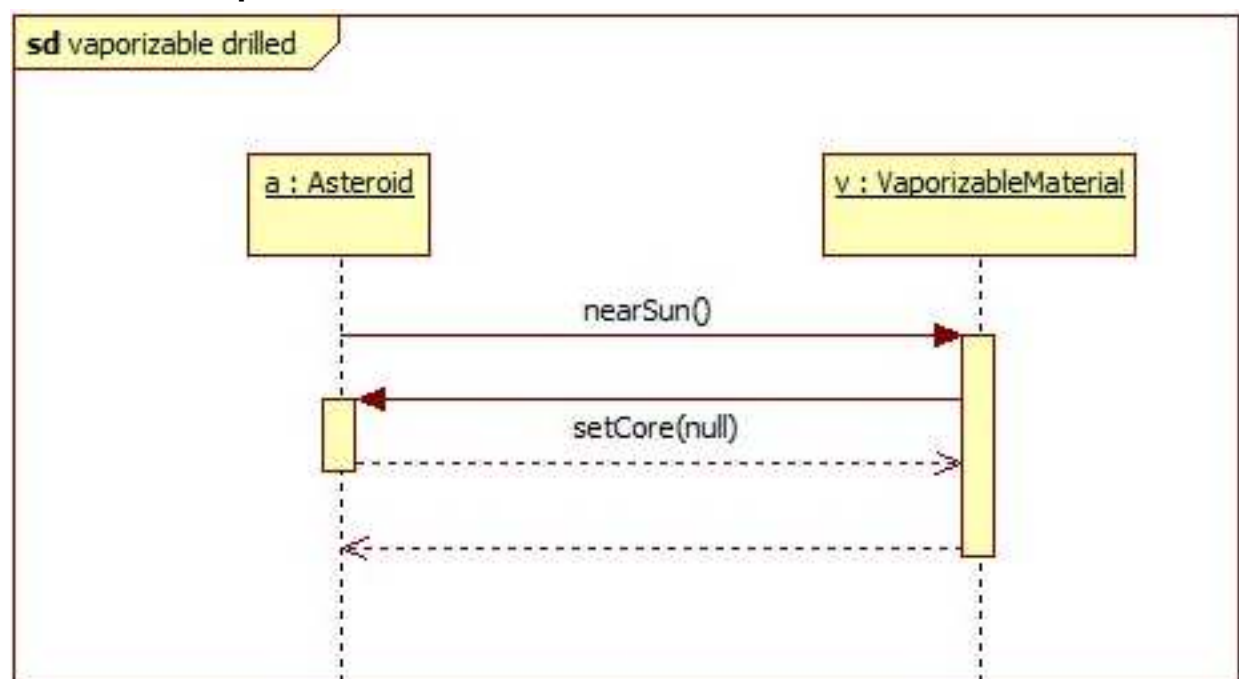 sd vaporizable drilled
a : Asteroid
v : VaporizableMaterial
nearSun()
setCore(null)